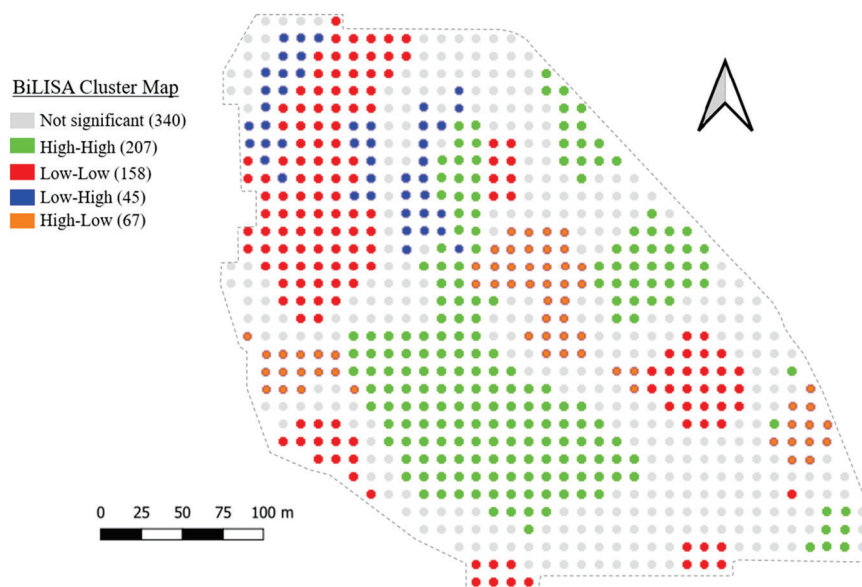 BiLISA Cluster Map
Not significant (340)
High-High (207)
Low-Low (158)
Low-High (45)
High-Low (67)
0 25 50 75 100 m